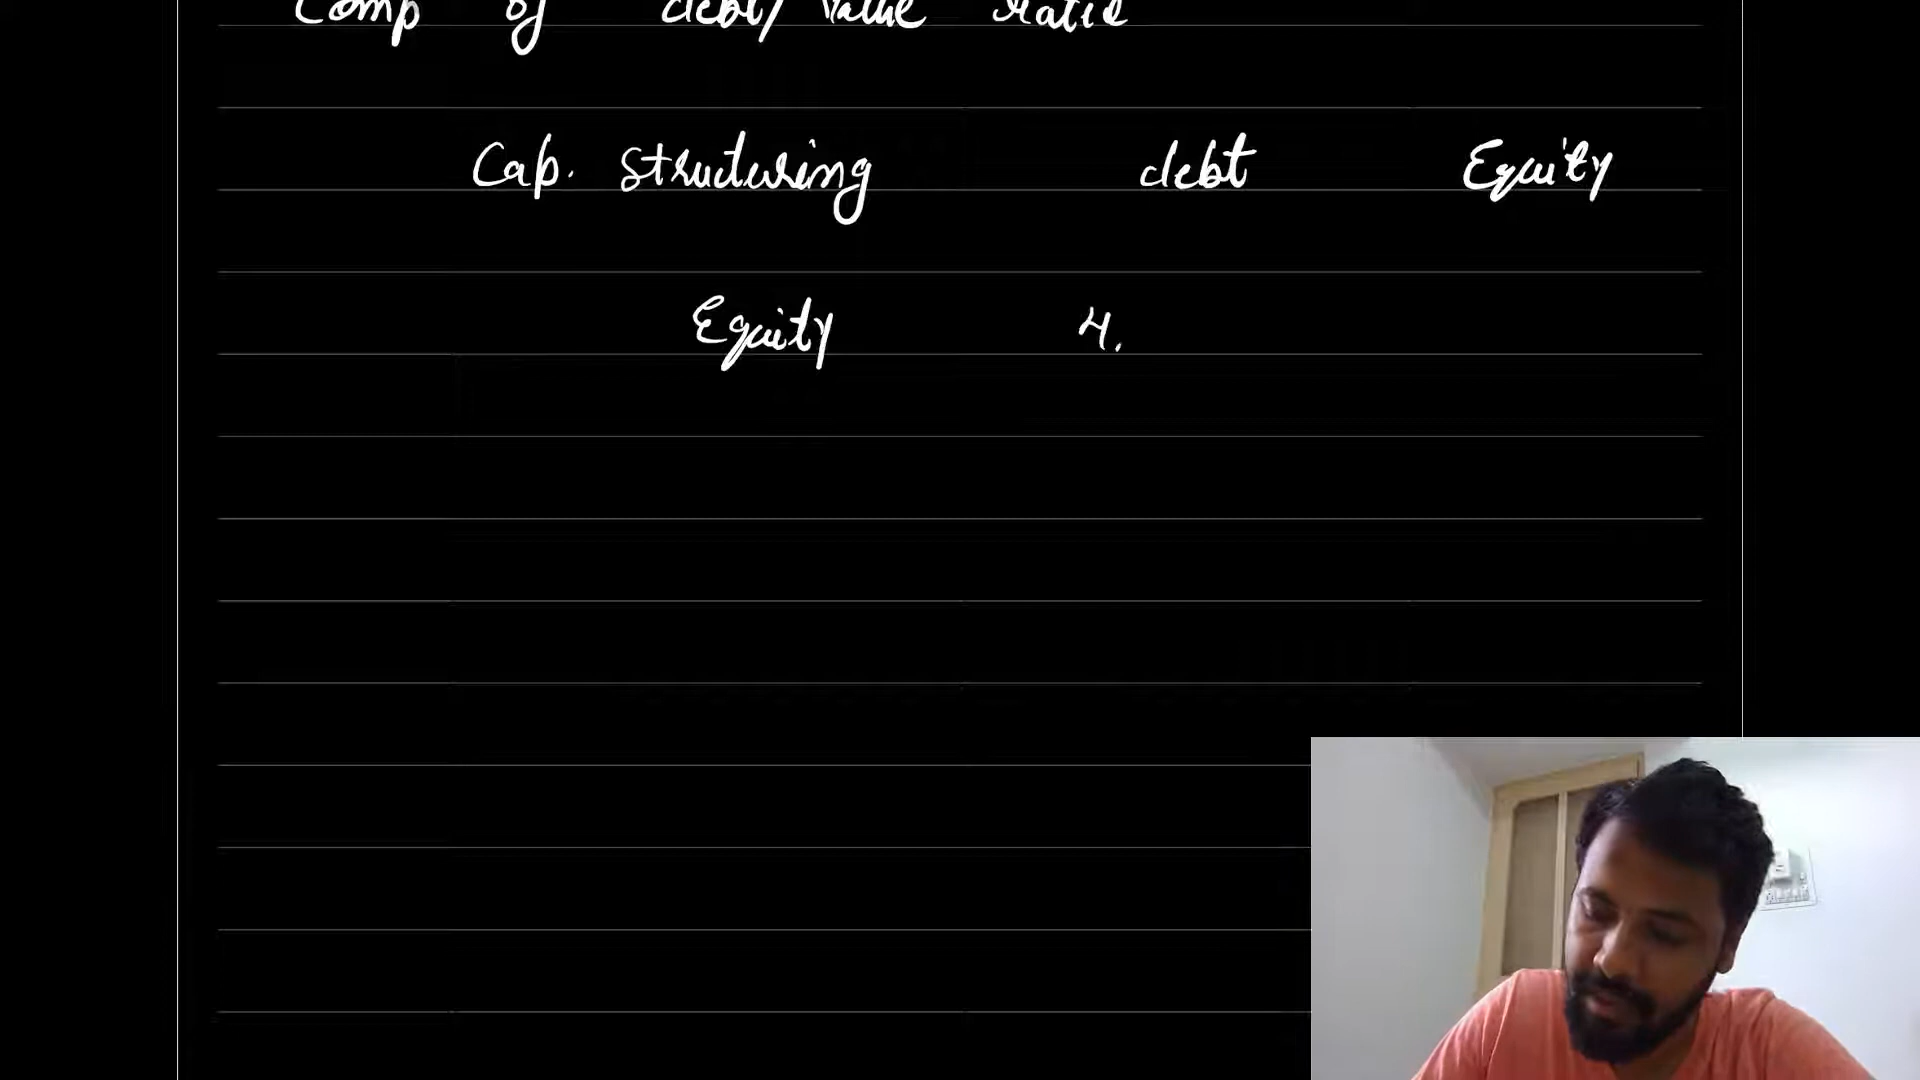 Comp of debt/value ratio
Cap. structuring debt Equity
Equity 4.